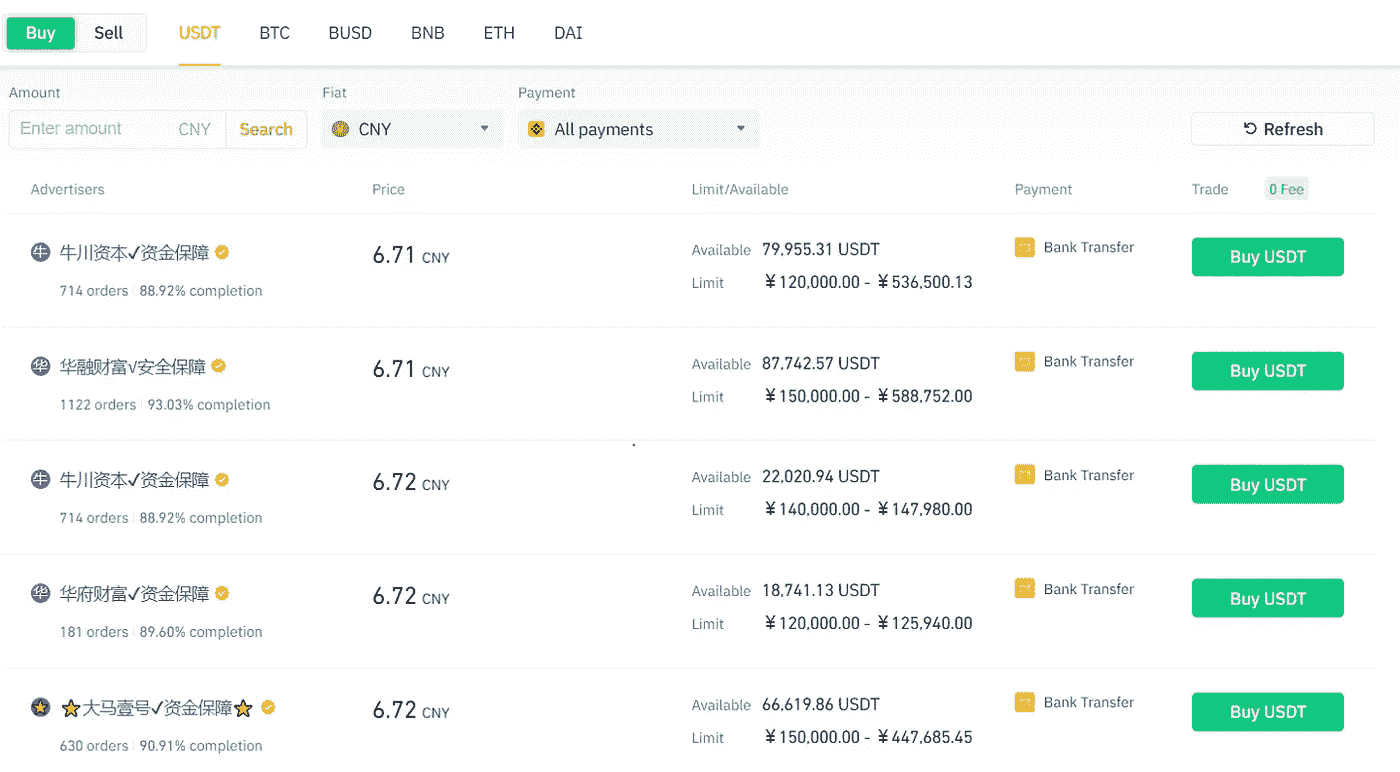 Buy Sell USDT BTC BUSD BNB ETH DAI
Amount Fiat Payment
Enter amount CNY Search CNY All payments Refresh
Advertisers Price Limit/Available Payment Trade 0 Fee
牛 牛川资本✓资金保障 6.71 CNY Available 79,955.31 USDT Bank Transfer Buy USDT
714 orders 88.92% completion Limit ¥120,000.00 - ¥536,500.13
华 华融财富√安全保障 6.71 CNY Available 87,742.57 USDT Bank Transfer Buy USDT
1122 orders 93.03% completion Limit ¥150,000.00 - ¥588,752.00
牛 牛川资本✓资金保障 6.72 CNY Available 22,020.94 USDT Bank Transfer Buy USDT
714 orders 88.92% completion Limit ¥140,000.00 - ¥147,980.00
华 华府财富✓资金保障 6.72 CNY Available 18,741.13 USDT Bank Transfer Buy USDT
181 orders 89.60% completion Limit ¥120,000.00 - ¥125,940.00
⭐大马壹号✓资金保障⭐ 6.72 CNY Available 66,619.86 USDT Bank Transfer Buy USDT
630 orders 90.91% completion Limit ¥150,000.00 - ¥447,685.45